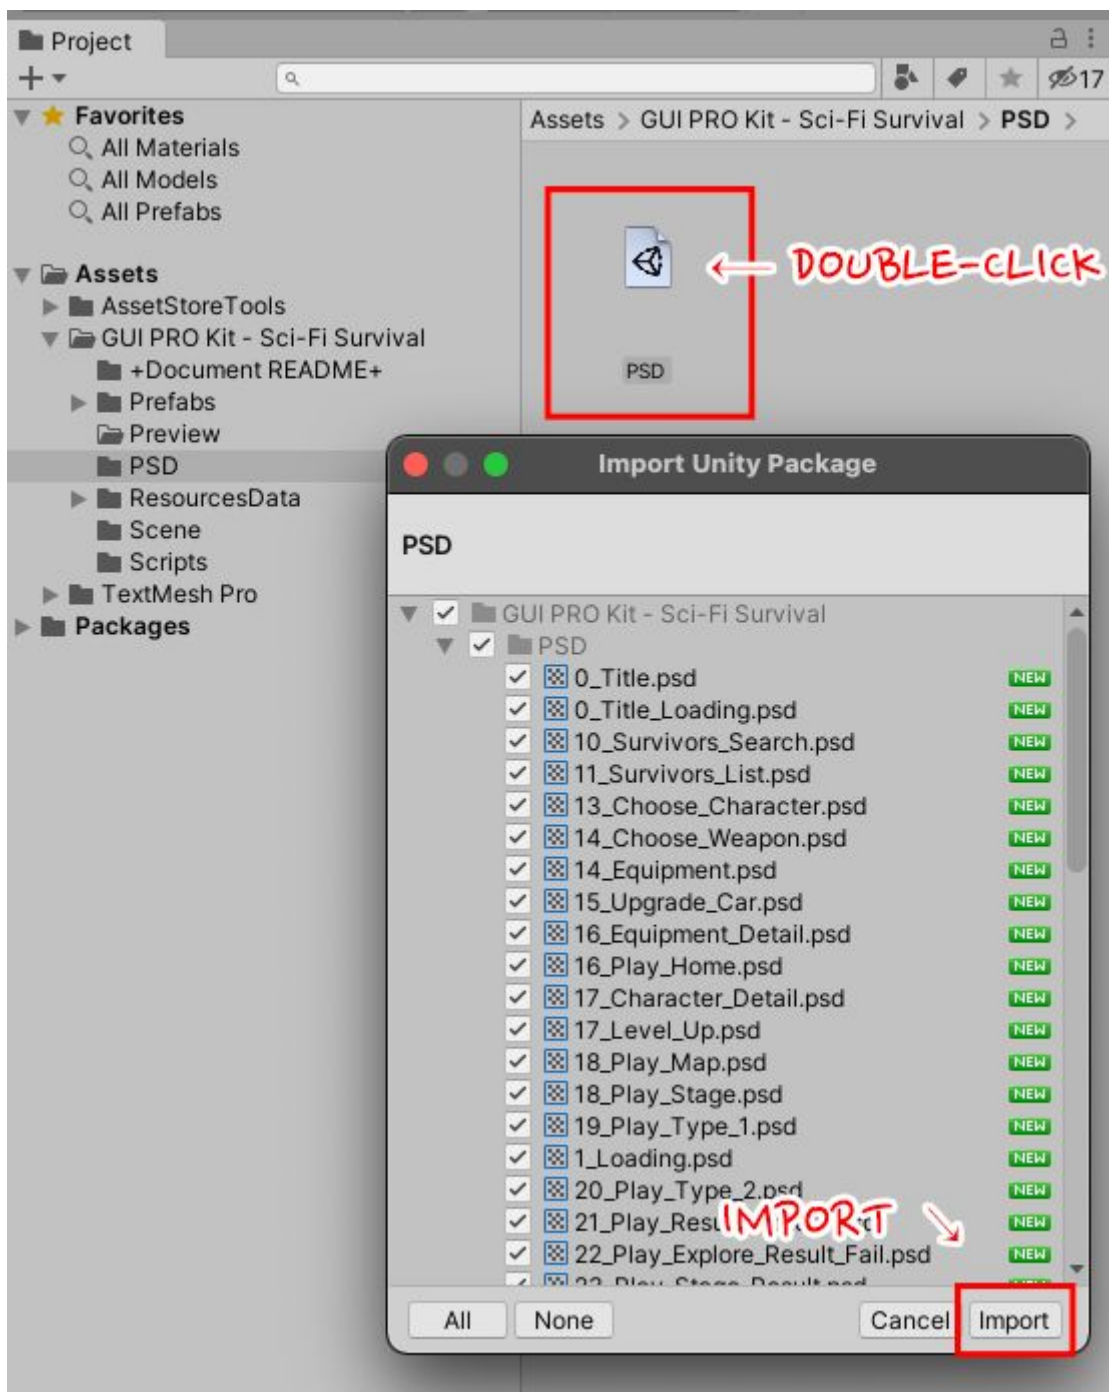 Project
17
Favorites
All Materials
All Models
All Prefabs
Assets
AssetStoreTools
GUI PRO Kit - Sci-Fi Survival
+Document README+
Prefabs
Preview
PSD
ResourcesData
Scene
Scripts
TextMesh Pro
Packages
Assets > GUI PRO Kit - Sci-Fi Survival > PSD >
← DOUBLE-CLICK
PSD
Import Unity Package
PSD
GUI PRO Kit - Sci-Fi Survival
PSD
0_Title.psd NEW
0_Title_Loading.psd NEW
10_Survivors_Search.psd NEW
11_Survivors_List.psd NEW
13_Choose_Character.psd NEW
14_Choose_Weapon.psd NEW
14_Equipment.psd NEW
15_Upgrade_Car.psd NEW
16_Equipment_Detail.psd NEW
16_Play_Home.psd NEW
17_Character_Detail.psd NEW
17_Level_Up.psd NEW
18_Play_Map.psd NEW
18_Play_Stage.psd NEW
19_Play_Type_1.psd NEW
1_Loading.psd NEW
20_Play_Type_2.psd NEW
NEW
IMPORT
22_Play_Explore_Result_Fail.psd NEW
All None Cancel Import